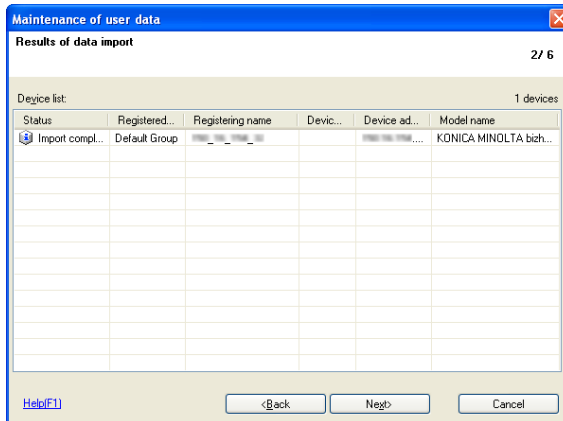 Maintenance of user data
Results of data import
2/ 6
Device list: 1 devices
Status Registered... Registering name Devic... Device ad... Model name
Import compl... Default Group KONICA MINOLTA bizh...
Help(F1) <Back Next> Cancel